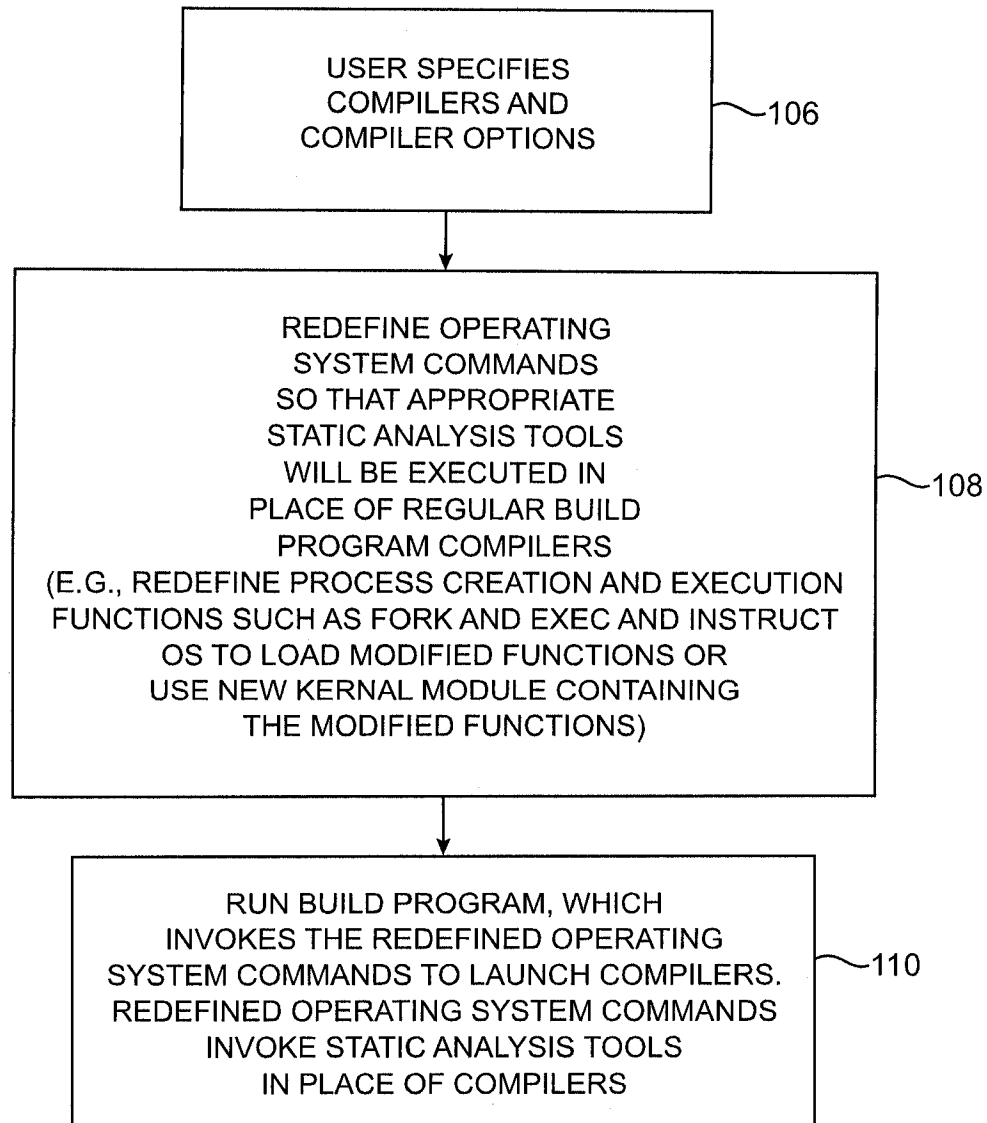 USER SPECIFIES
COMPILERS AND
COMPILER OPTIONS
106
REDEFINE OPERATING
SYSTEM COMMANDS
SO THAT APPROPRIATE
STATIC ANALYSIS TOOLS
WILL BE EXECUTED IN
PLACE OF REGULAR BUILD
PROGRAM COMPILERS
(E.G., REDEFINE PROCESS CREATION AND EXECUTION
FUNCTIONS SUCH AS FORK AND EXEC AND INSTRUCT
OS TO LOAD MODIFIED FUNCTIONS OR
USE NEW KERNAL MODULE CONTAINING
THE MODIFIED FUNCTIONS)
108
RUN BUILD PROGRAM, WHICH
INVOKES THE REDEFINED OPERATING
SYSTEM COMMANDS TO LAUNCH COMPILERS.
REDEFINED OPERATING SYSTEM COMMANDS
INVOKE STATIC ANALYSIS TOOLS
IN PLACE OF COMPILERS
110